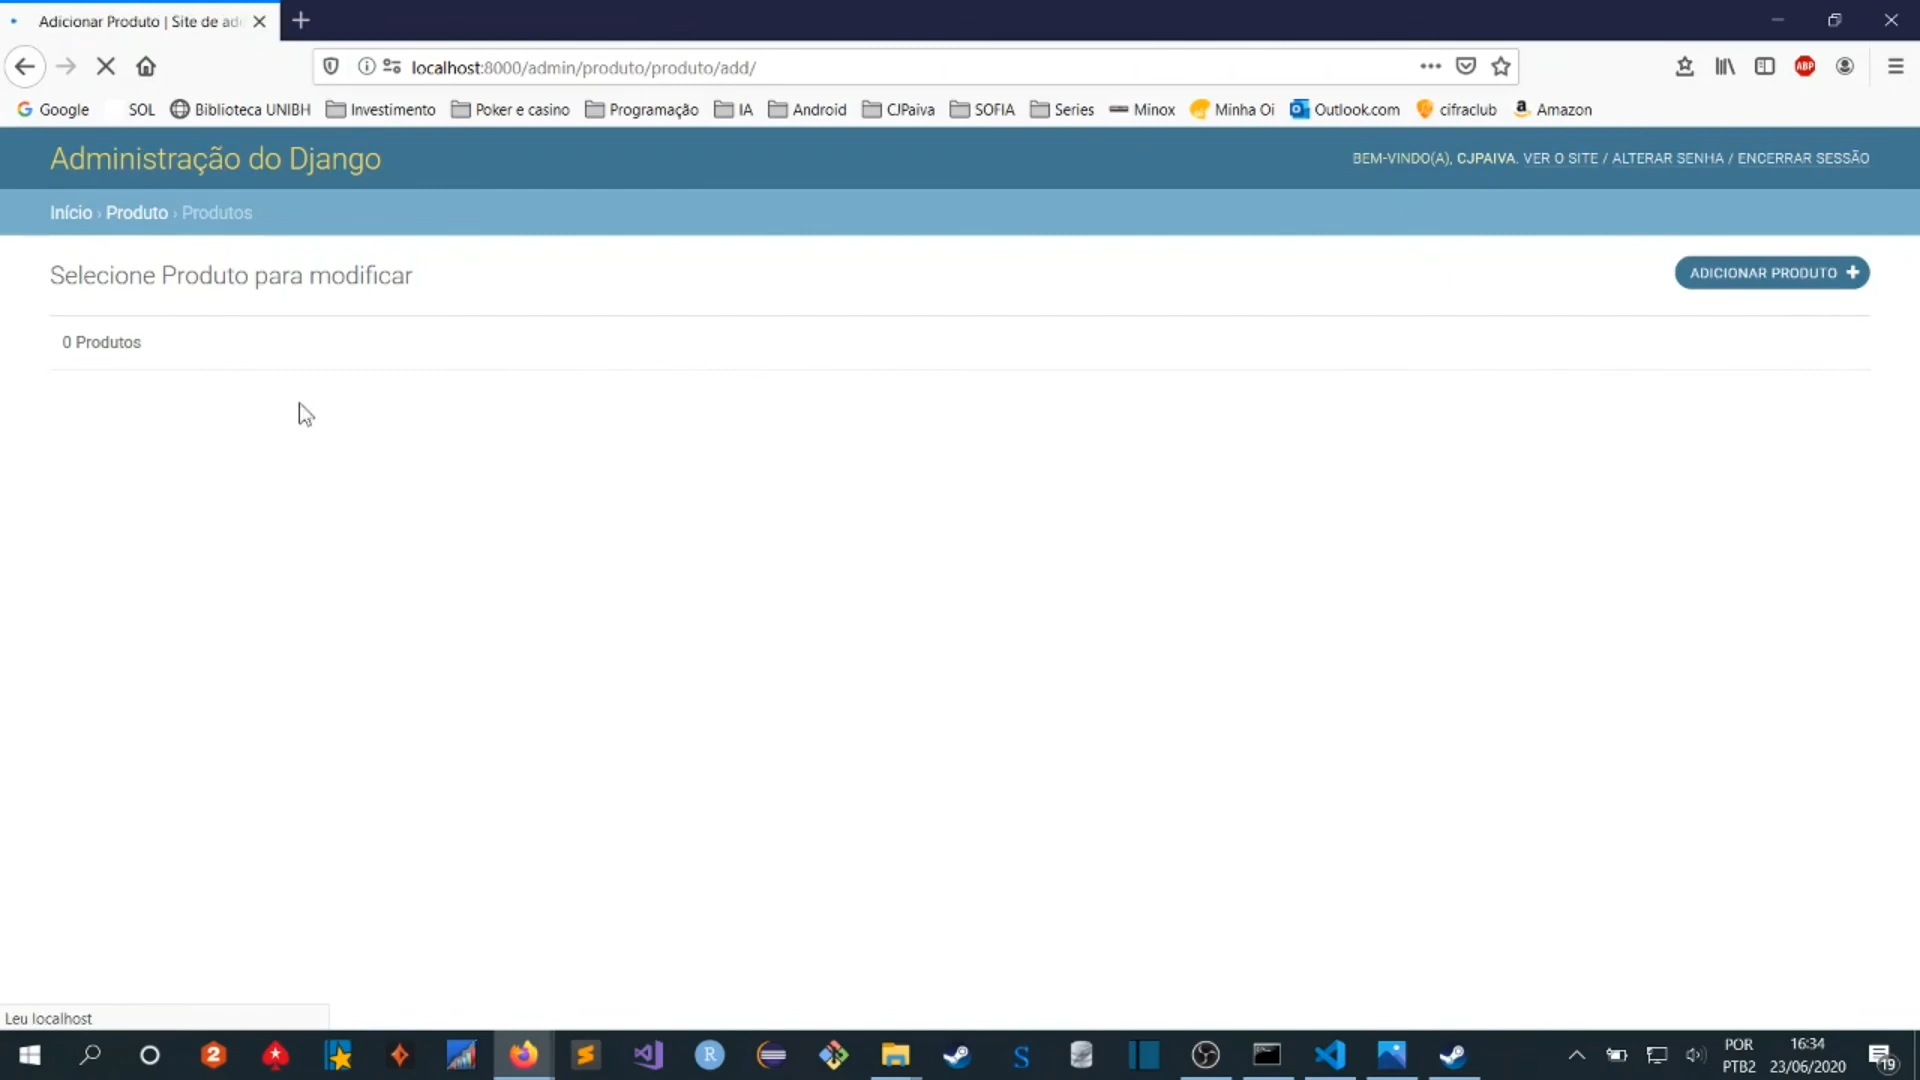 Adicionar Produto | Site de ad
localhost:8000/admin/produto/produto/add/
ABP
Google SOL Biblioteca UNIBH Investimento Poker e casino Programação IA Android CJPaiva SOFIA Series Minox Minha Oi Outlook.com cifraclub Amazon
Administração do Django
BEM-VINDO(A), CJPAIVA. VER O SITE / ALTERAR SENHA / ENCERRAR SESSÃO
Início › Produto › Produtos
Selecione Produto para modificar
ADICIONAR PRODUTO +
0 Produtos
Leu localhost
POR 16:34
PTB2 23/06/2020
19